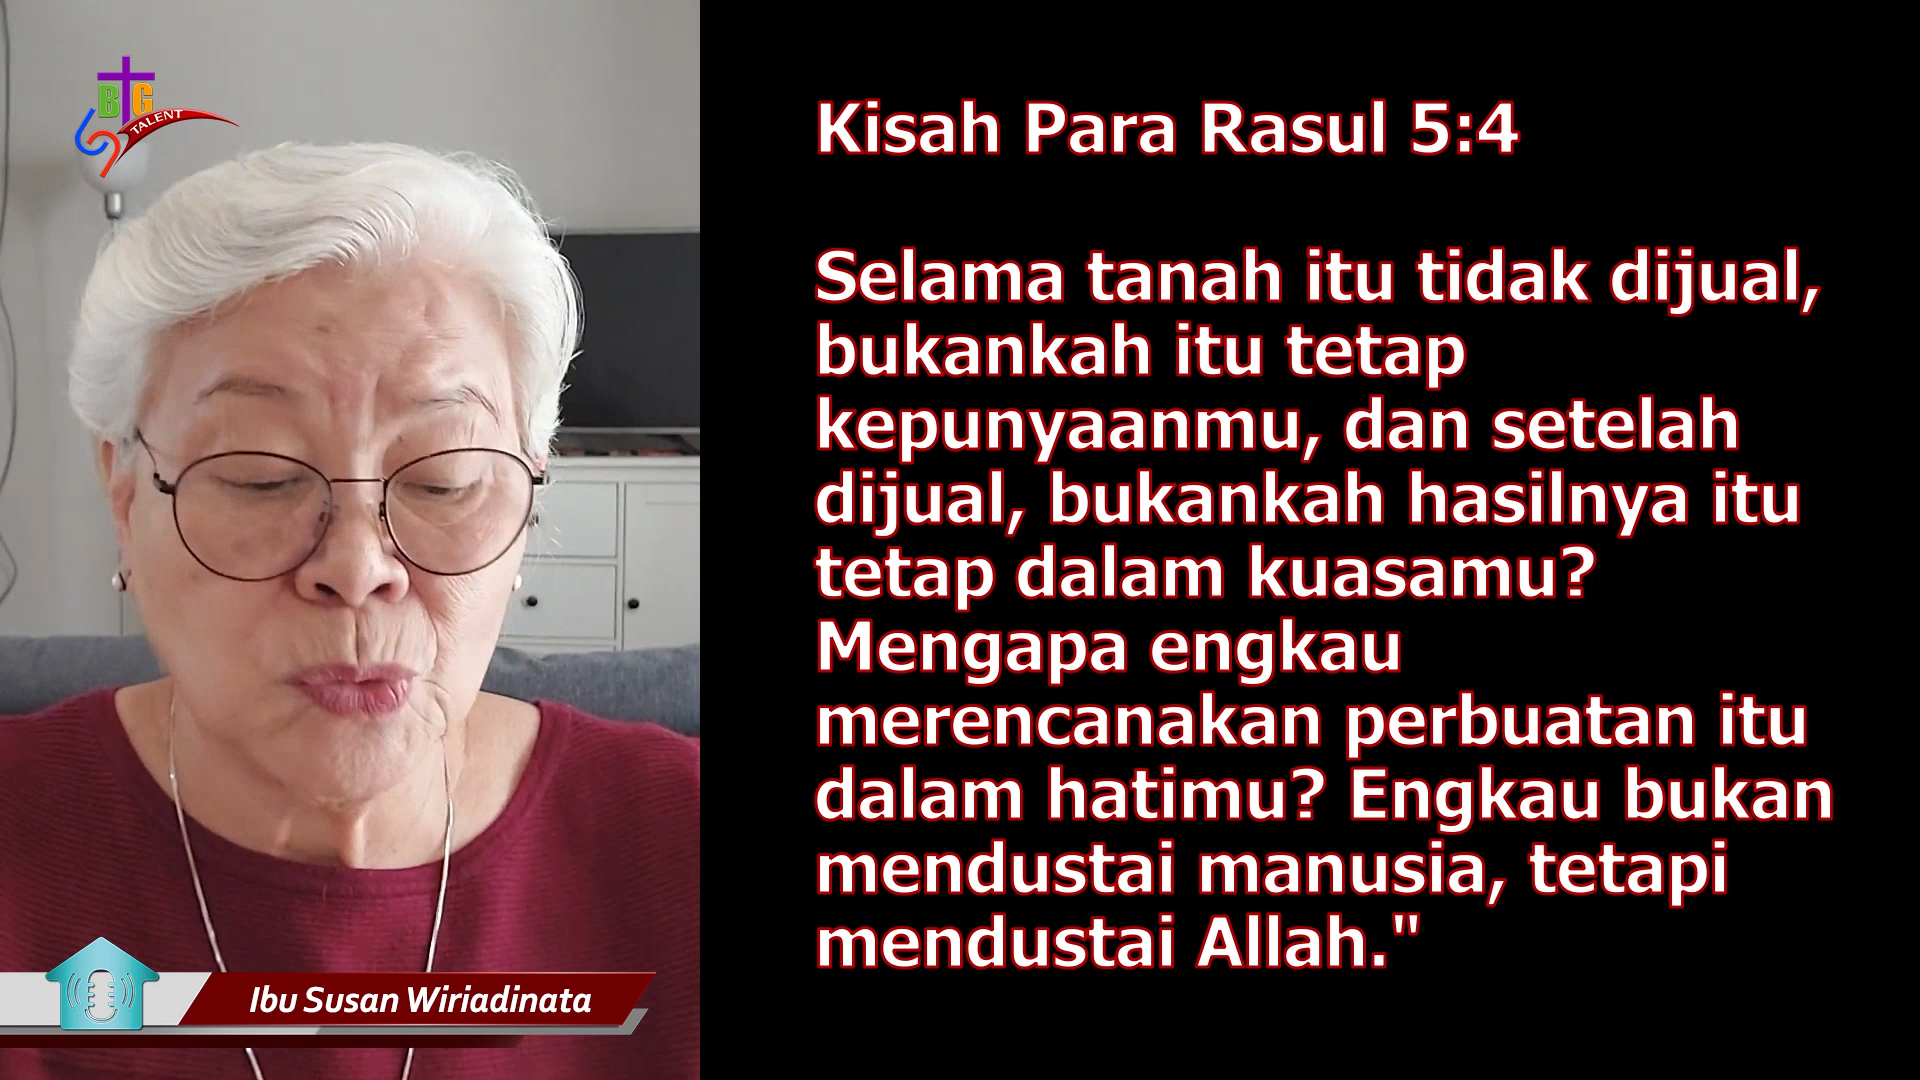 BTG
TALENT
Kisah Para Rasul 5:4
Selama tanah itu tidak dijual,
bukankah itu tetap
kepunyaanmu, dan setelah
dijual, bukankah hasilnya itu
tetap dalam kuasamu?
Mengapa engkau
merencanakan perbuatan itu
dalam hatimu? Engkau bukan
mendustai manusia, tetapi
mendustai Allah."
Ibu Susan Wiriadinata